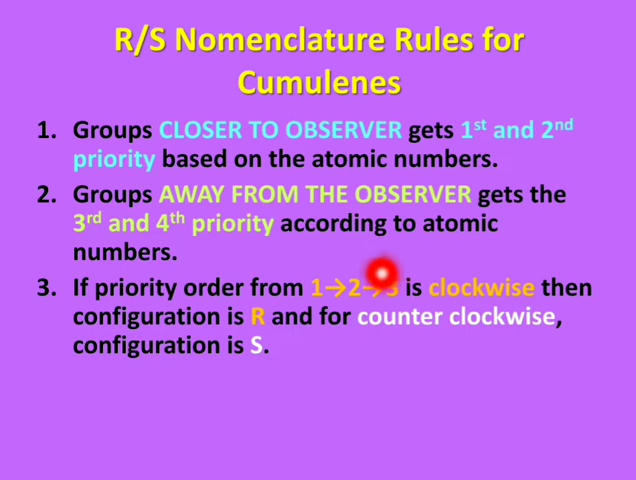 R/S Nomenclature Rules for
Cumulenes
1. Groups CLOSER TO OBSERVER gets 1st and 2nd
priority based on the atomic numbers.
2. Groups AWAY FROM THE OBSERVER gets the
3rd and 4th priority according to atomic
numbers.
3. If priority order from 1→2→3 is clockwise then
configuration is R and for counter clockwise,
configuration is S.